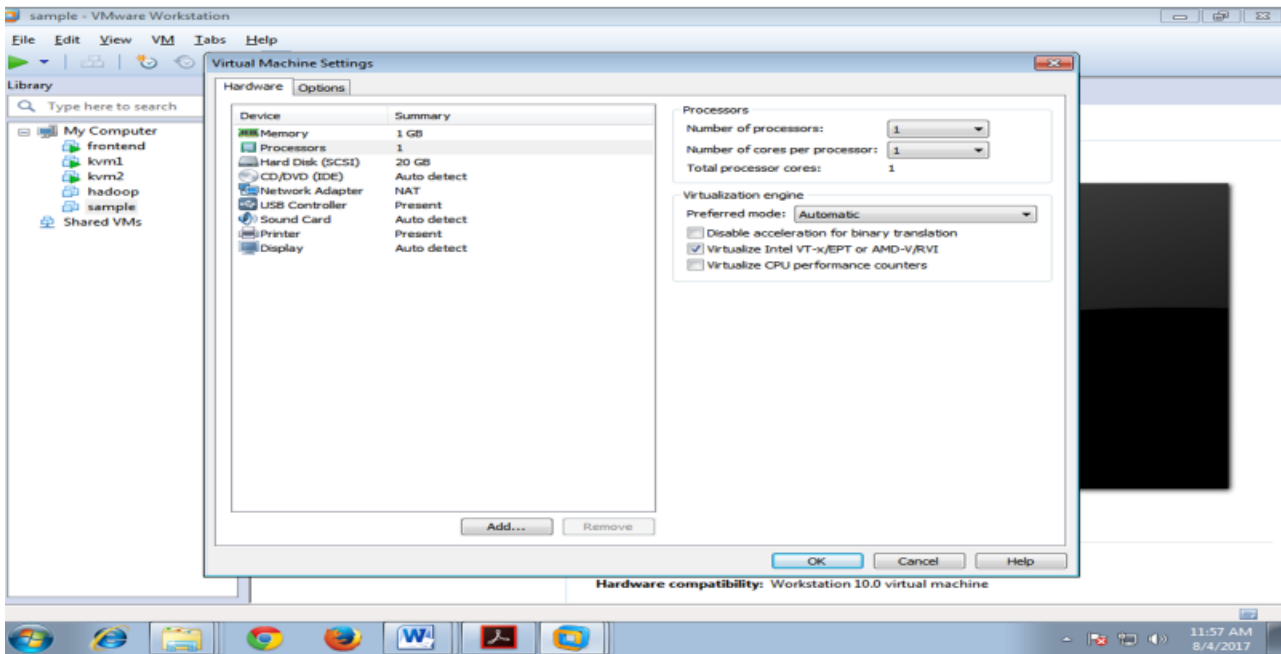 sample - VMware Workstation
File Edit View VM Tabs Help
Library
Type here to search
My Computer
frontend
kvm1
kvm2
hadoop
sample
Shared VMs
Virtual Machine Settings
Hardware Options
Device Summary
Memory 1 GB
Processors 1
Hard Disk (SCSI) 20 GB
CD/DVD (IDE) Auto detect
Network Adapter NAT
USB Controller Present
Sound Card Auto detect
Printer Present
Display Auto detect
Add... Remove
Processors
Number of processors: 1
Number of cores per processor: 1
Total processor cores: 1
Virtualization engine
Preferred mode: Automatic
Disable acceleration for binary translation
Virtualize Intel VT-x/EPT or AMD-V/RVI
Virtualize CPU performance counters
OK Cancel Help
Hardware compatibility: Workstation 10.0 virtual machine
11:57 AM
8/4/2017